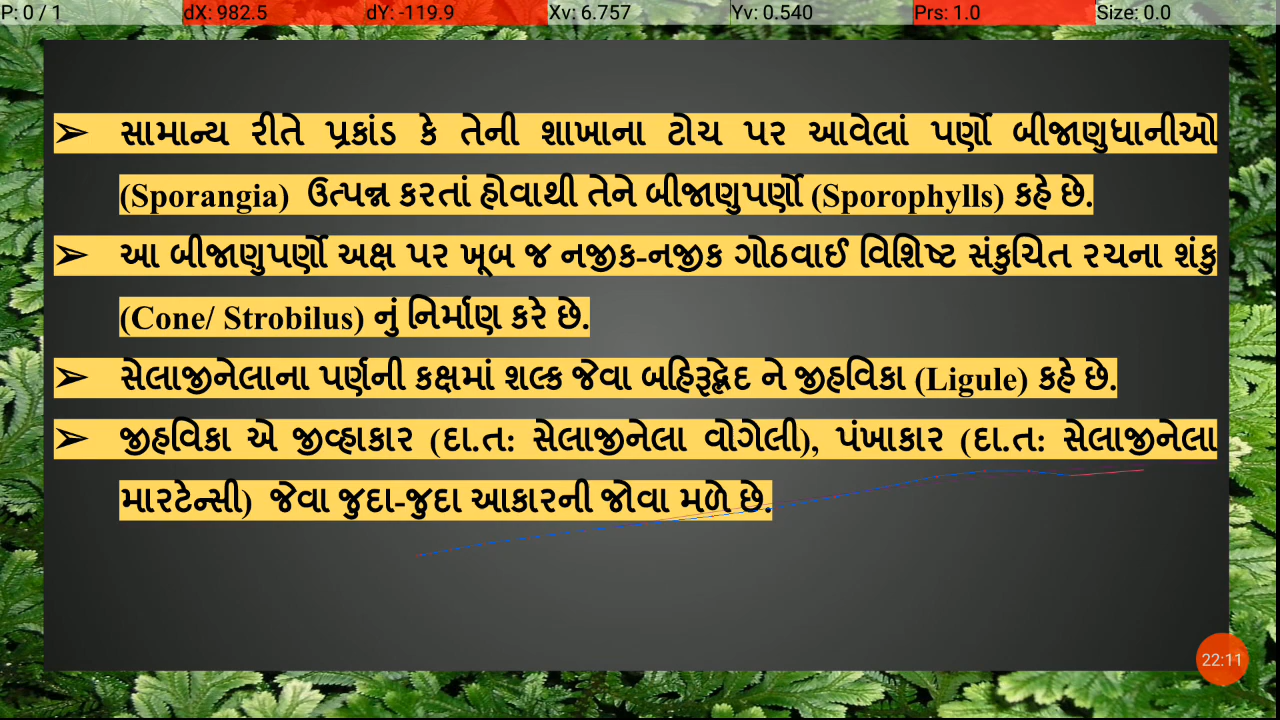 P: 0 / 1 dX: 982.5 dY: -119.9 Xv: 6.757 Yv: 0.540 Prs: 1.0 Size: 0.0
➢ સામાન્ય રીતે પ્રકાંડ કે તેની શાખાના ટોચ પર આવેલાં પર્ણો બીજાણુધાનીઓ
(Sporangia) ઉત્પન્ન કરતાં હોવાથી તેને બીજાણુપર્ણો (Sporophylls) કહે છે.
➢ આ બીજાણુપર્ણો અક્ષ પર ખૂબ જ નજીક-નજીક ગોઠવાઈ વિશિષ્ટ સંકુચિત રચના શંકુ
(Cone/ Strobilus) નું નિર્માણ કરે છે.
➢ સેલાજીનેલાના પર્ણની કક્ષમાં શલ્ક જેવા બહિરૂદ્ભેદ ને જીહવિકા (Ligule) કહે છે.
➢ જીહવિકા એ જીવ્હાકાર (દા.ત: સેલાજીનેલા વોગેલી), પંખાકાર (દા.ત: સેલાજીનેલા
મારટેન્સી) જેવા જુદા-જુદા આકારની જોવા મળે છે.
22:11